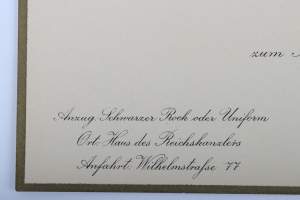 zum
Anzug: Schwarzer Rock oder Uniform
Ort: Haus des Reichskanzlers
Anfahrt: Wilhelmstraße 77